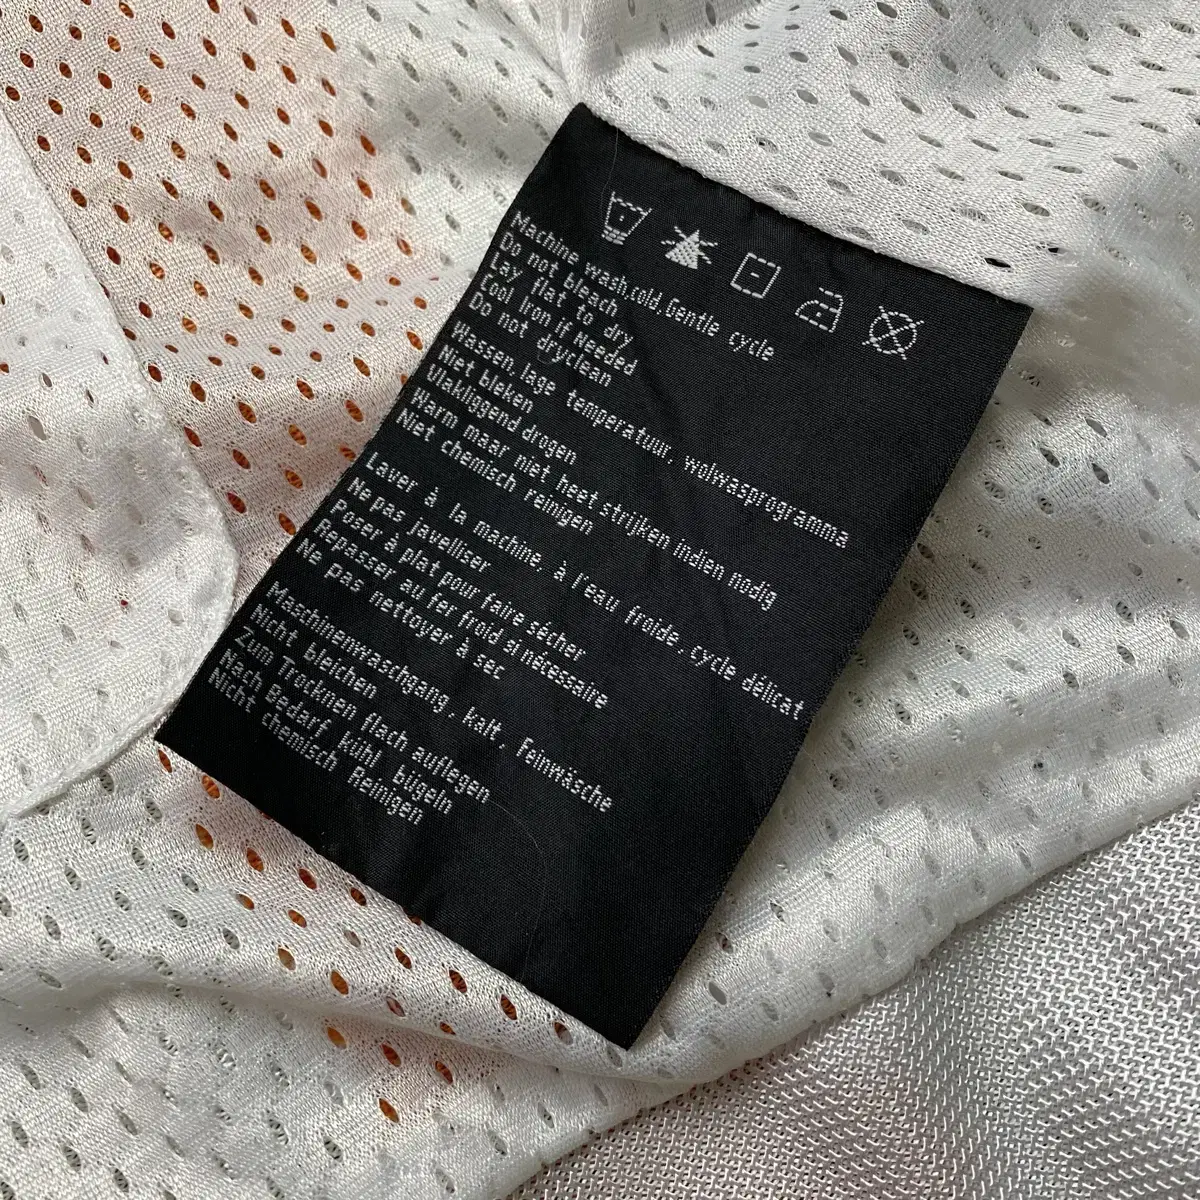 Machine wash,cold.Gentle cycle
Do not bleach
Lay flat to dry
Cool Iron if Needed
Do not dryclean
Wassen, lage temperatuur, wolwasprogramma
Niet bleken
Vlakliggend drogen
Warm maar niet heet strijken indien nodig
Niet chemisch reinigen
Laver à la machine, à l'eau froide, cycle délicat
Ne pas javelliser
Poser à plat pour faire sécher
Repasser au fer froid si nécessaire
Ne pas nettoyer à sec
Maschinenwaschgang, kalt, Feinwäsche
Nicht bleichen
Zum Trocknen flach auflegen
Nach Bedarf, kühl bügeln
Nicht chemisch Reinigen